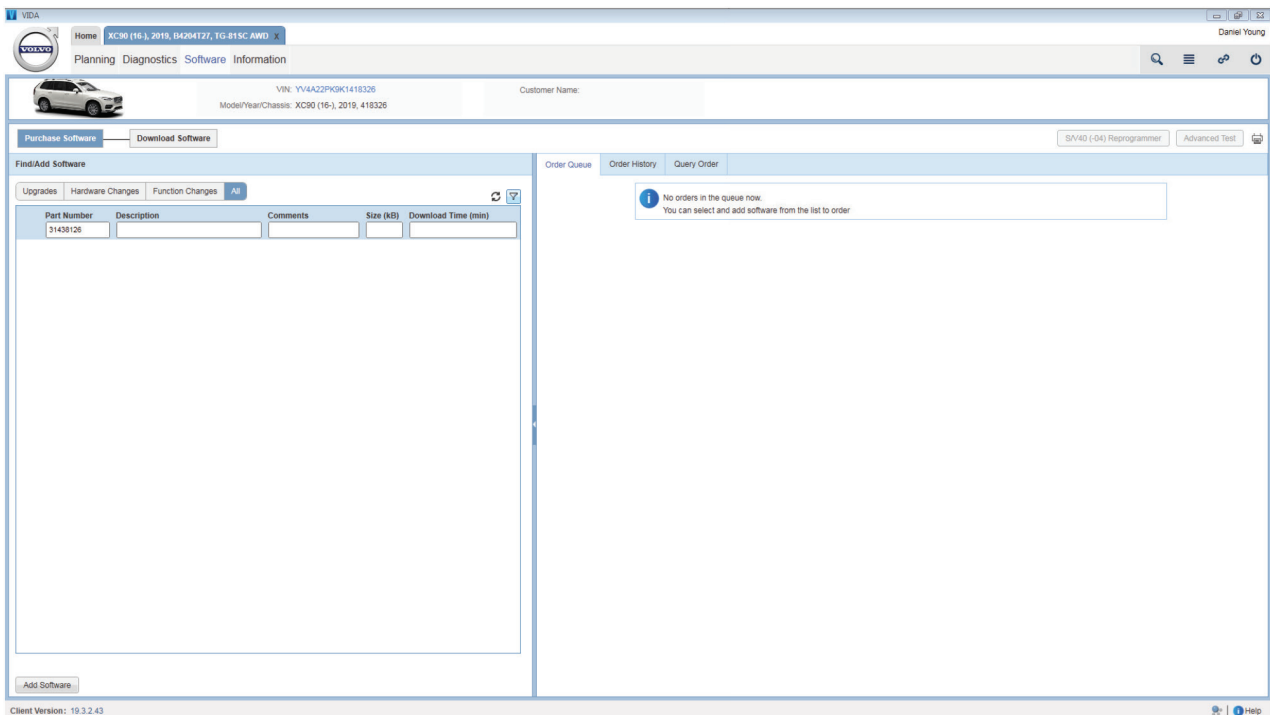 VIDA
Home XC90 (16-), 2019, B4204T27, TG-81SC AWD X
Daniel Young
VOLVO
Planning Diagnostics Software Information
VIN: YV4A22PK9K1418326
Customer Name:
Model/Year/Chassis: XC90 (16-), 2019, 418326
Purchase Software Download Software
S/V40 (-04) Reprogrammer Advanced Test
Find/Add Software
Order Queue Order History Query Order
Upgrades Hardware Changes Function Changes All
No orders in the queue now.
You can select and add software from the list to order
Part Number Description Comments Size (kB) Download Time (min)
31438126
Add Software
Client Version: 19.3.2.43
Help